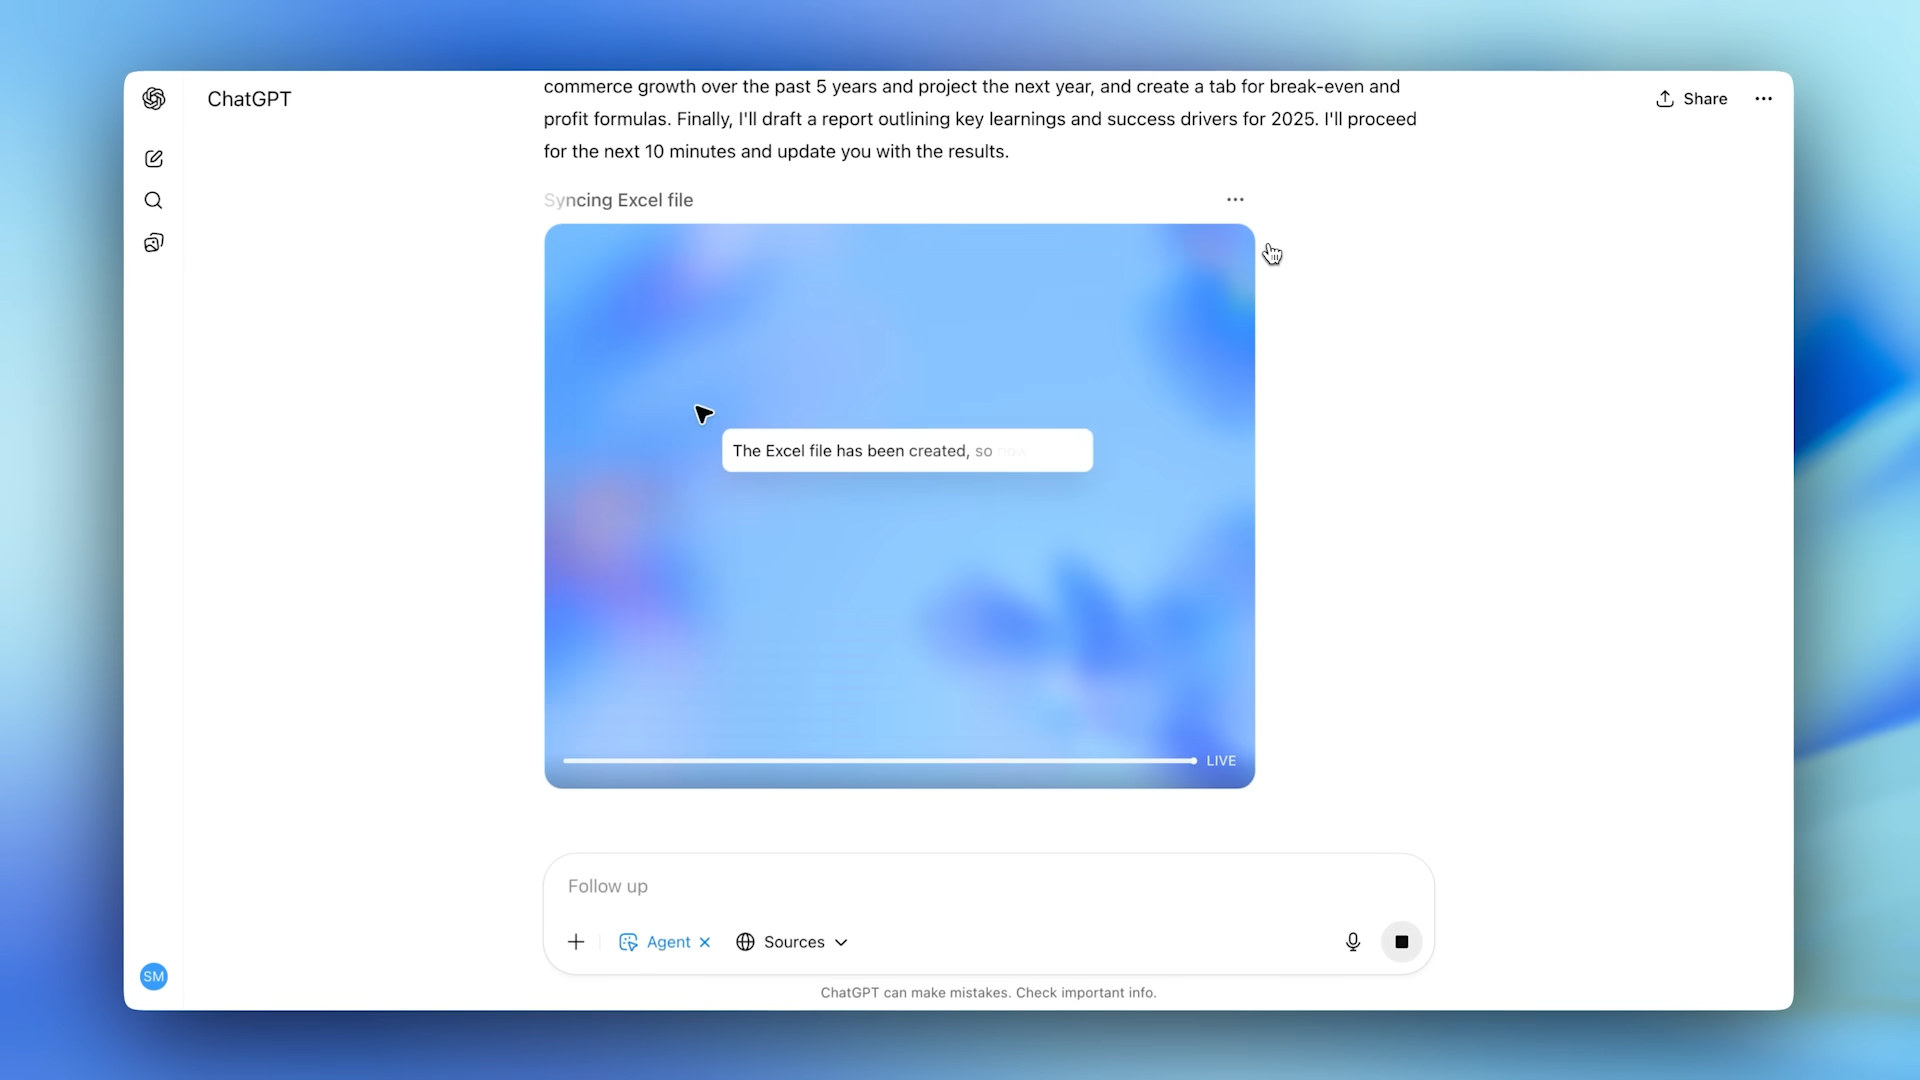 ChatGPT
Share
commerce growth over the past 5 years and project the next year, and create a tab for break-even and
profit formulas. Finally, I'll draft a report outlining key learnings and success drivers for 2025. I'll proceed
for the next 10 minutes and update you with the results.
Syncing Excel file
The Excel file has been created, so now
LIVE
Follow up
Agent
Sources
SM
ChatGPT can make mistakes. Check important info.